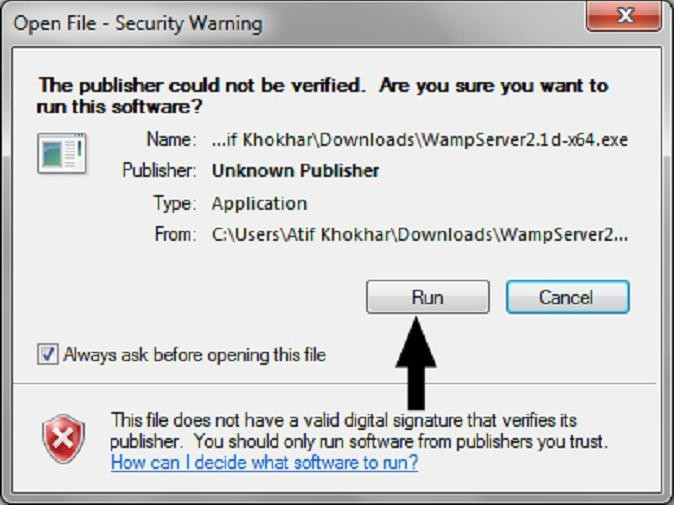 Open File - Security Warning
x
The publisher could not be verified. Are you sure you want to
run this software?
Name: ...if Khokhar\Downloads\WampServer2.1d-x64.exe
Publisher: Unknown Publisher
Type: Application
From: C:\Users\Atif Khokhar\Downloads\WampServer2...
Run Cancel
Always ask before opening this file
This file does not have a valid digital signature that verifies its
publisher. You should only run software from publishers you trust.
How can I decide what software to run?